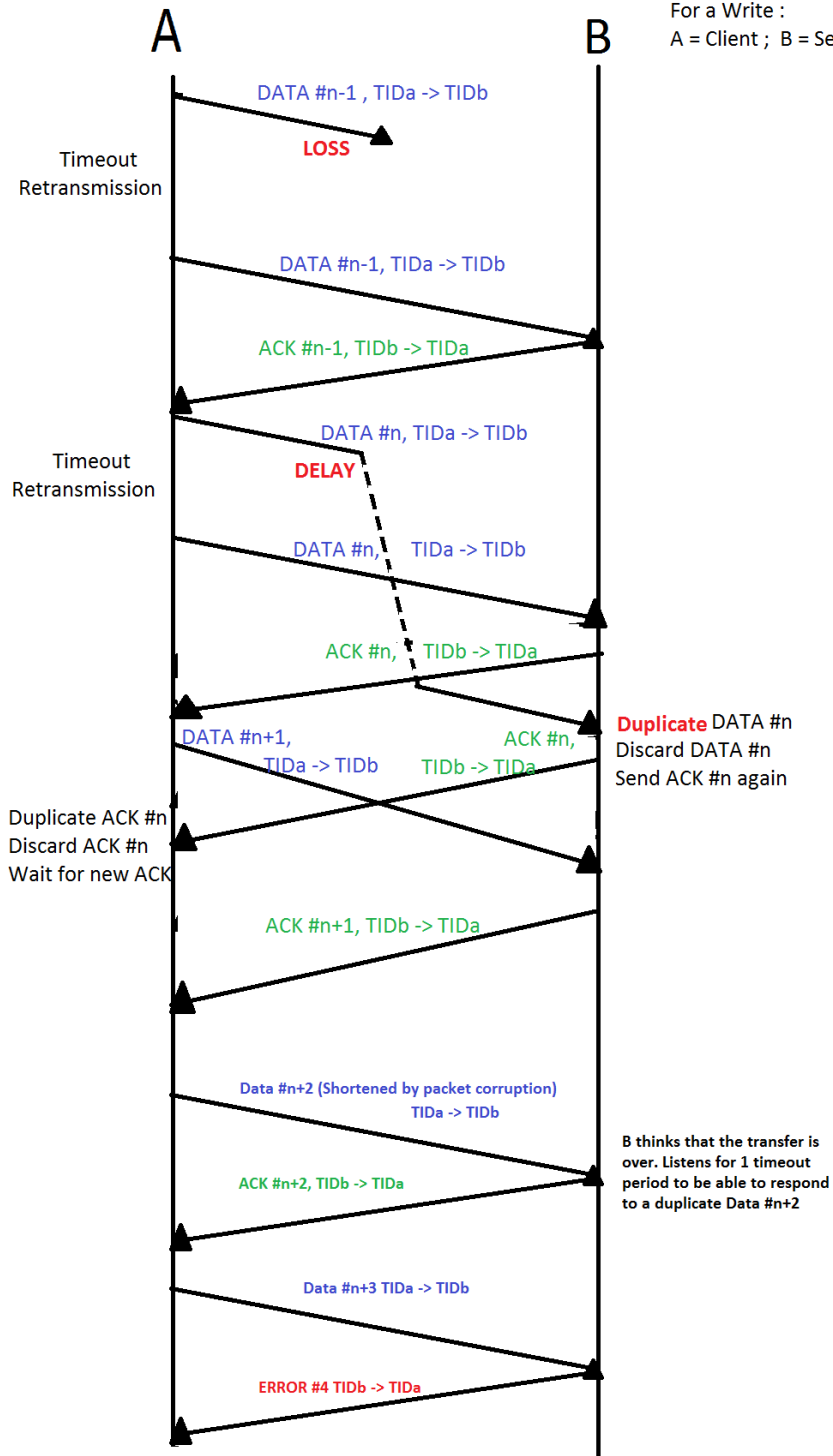 A
B
For a Write :
A = Client ; B = Se
DATA #n-1 , TIDa -> TIDb
LOSS
Timeout
Retransmission
DATA #n-1, TIDa -> TIDb
ACK #n-1, TIDb -> TIDa
DATA #n, TIDa -> TIDb
DELAY
Timeout
Retransmission
DATA #n, TIDa -> TIDb
ACK #n, TIDb -> TIDa
Duplicate DATA #n
Discard DATA #n
Send ACK #n again
DATA #n+1,
TIDa -> TIDb
ACK #n,
TIDb -> TIDa
Duplicate ACK #n
Discard ACK #n
Wait for new ACK
ACK #n+1, TIDb -> TIDa
Data #n+2 (Shortened by packet corruption)
TIDa -> TIDb
B thinks that the transfer is
over. Listens for 1 timeout
period to be able to respond
to a duplicate Data #n+2
ACK #n+2, TIDb -> TIDa
Data #n+3 TIDa -> TIDb
ERROR #4 TIDb -> TIDa